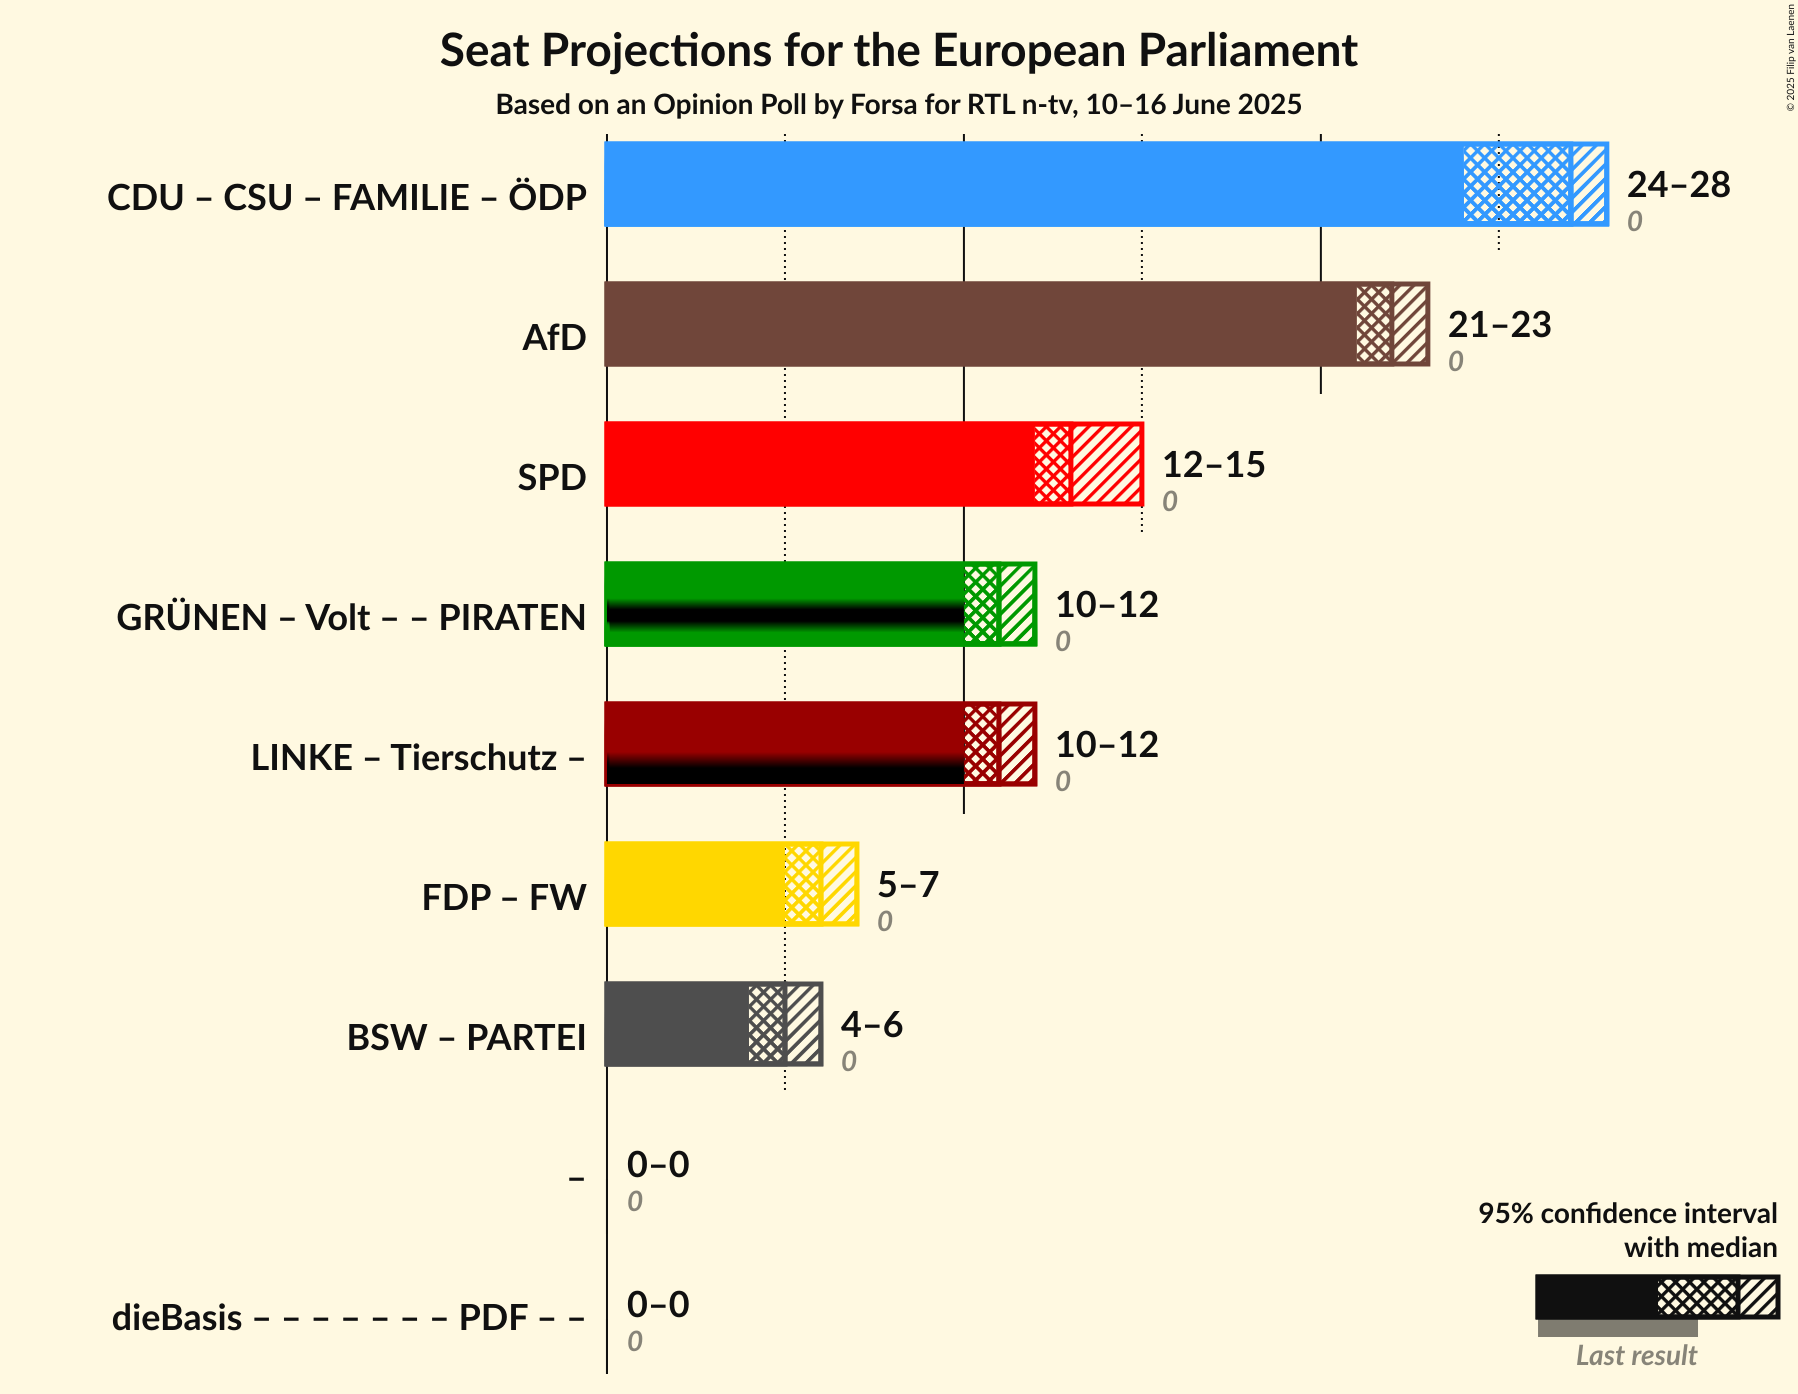 Seat Projections for the European Parliament
Based on an Opinion Poll by Forsa for RTL n-tv, 10–16 June 2025
© 2025 Filip van Laenen
CDU – CSU – FAMILIE – ÖDP
24–28
0
AfD
21–23
0
SPD
12–15
0
GRÜNEN – Volt – – PIRATEN
10–12
0
LINKE – Tierschutz –
10–12
0
FDP – FW
5–7
0
BSW – PARTEI
4–6
0
–
0–0
0
dieBasis – – – – – – – PDF – –
0–0
0
95% confidence interval
with median
Last result